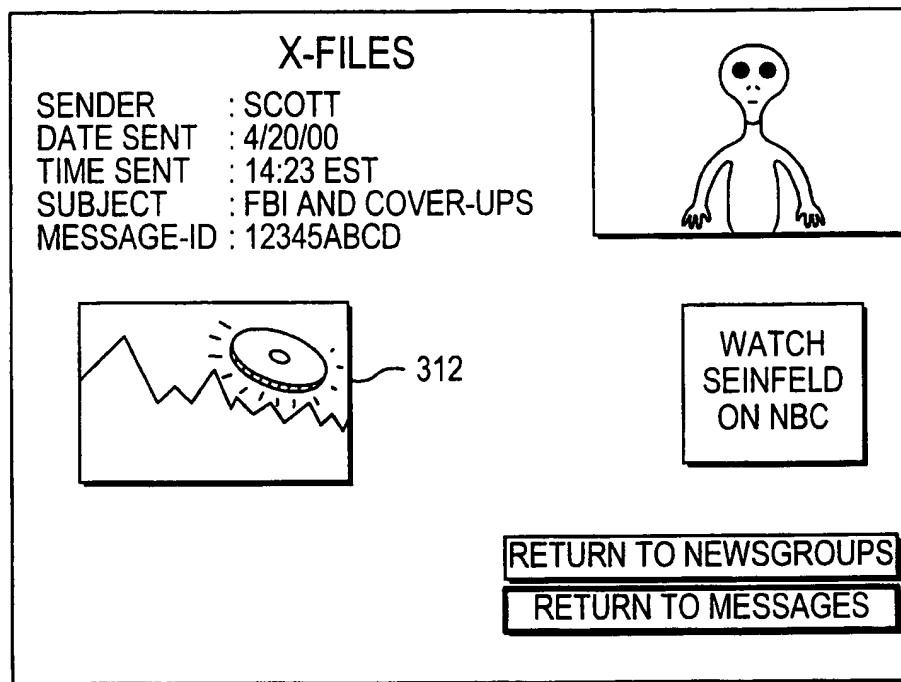 X-FILES
SENDER : SCOTT
DATE SENT : 4/20/00
TIME SENT : 14:23 EST
SUBJECT : FBI AND COVER-UPS
MESSAGE-ID : 12345ABCD
312
WATCH
SEINFELD
ON NBC
RETURN TO NEWSGROUPS
RETURN TO MESSAGES